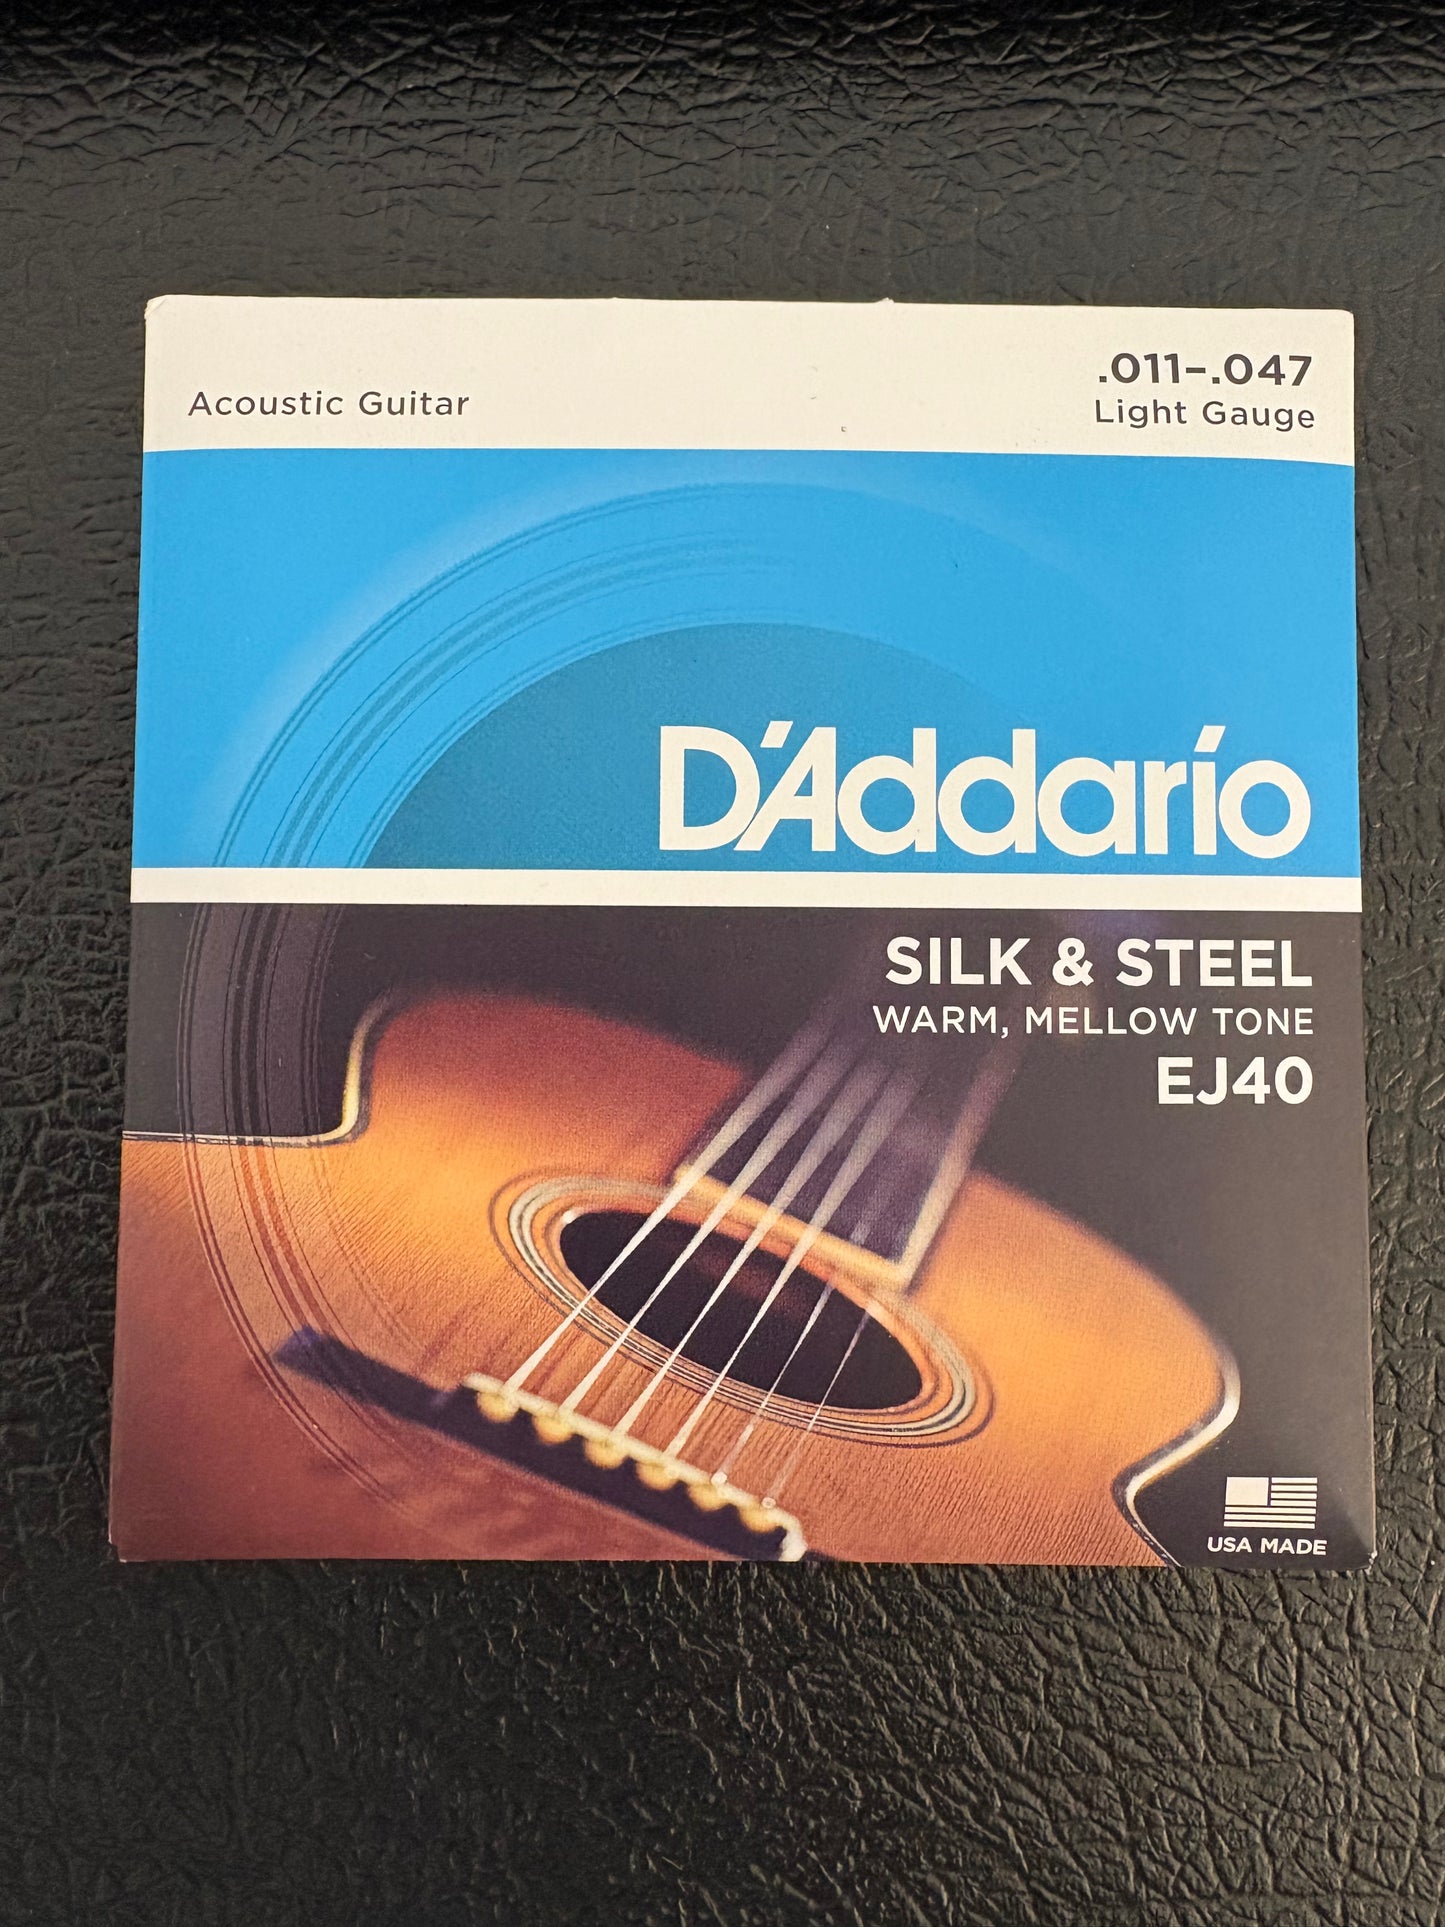 Acoustic Guitar
.011–.047
Light Gauge
D'Addario
SILK & STEEL
WARM, MELLOW TONE
EJ40
USA MADE